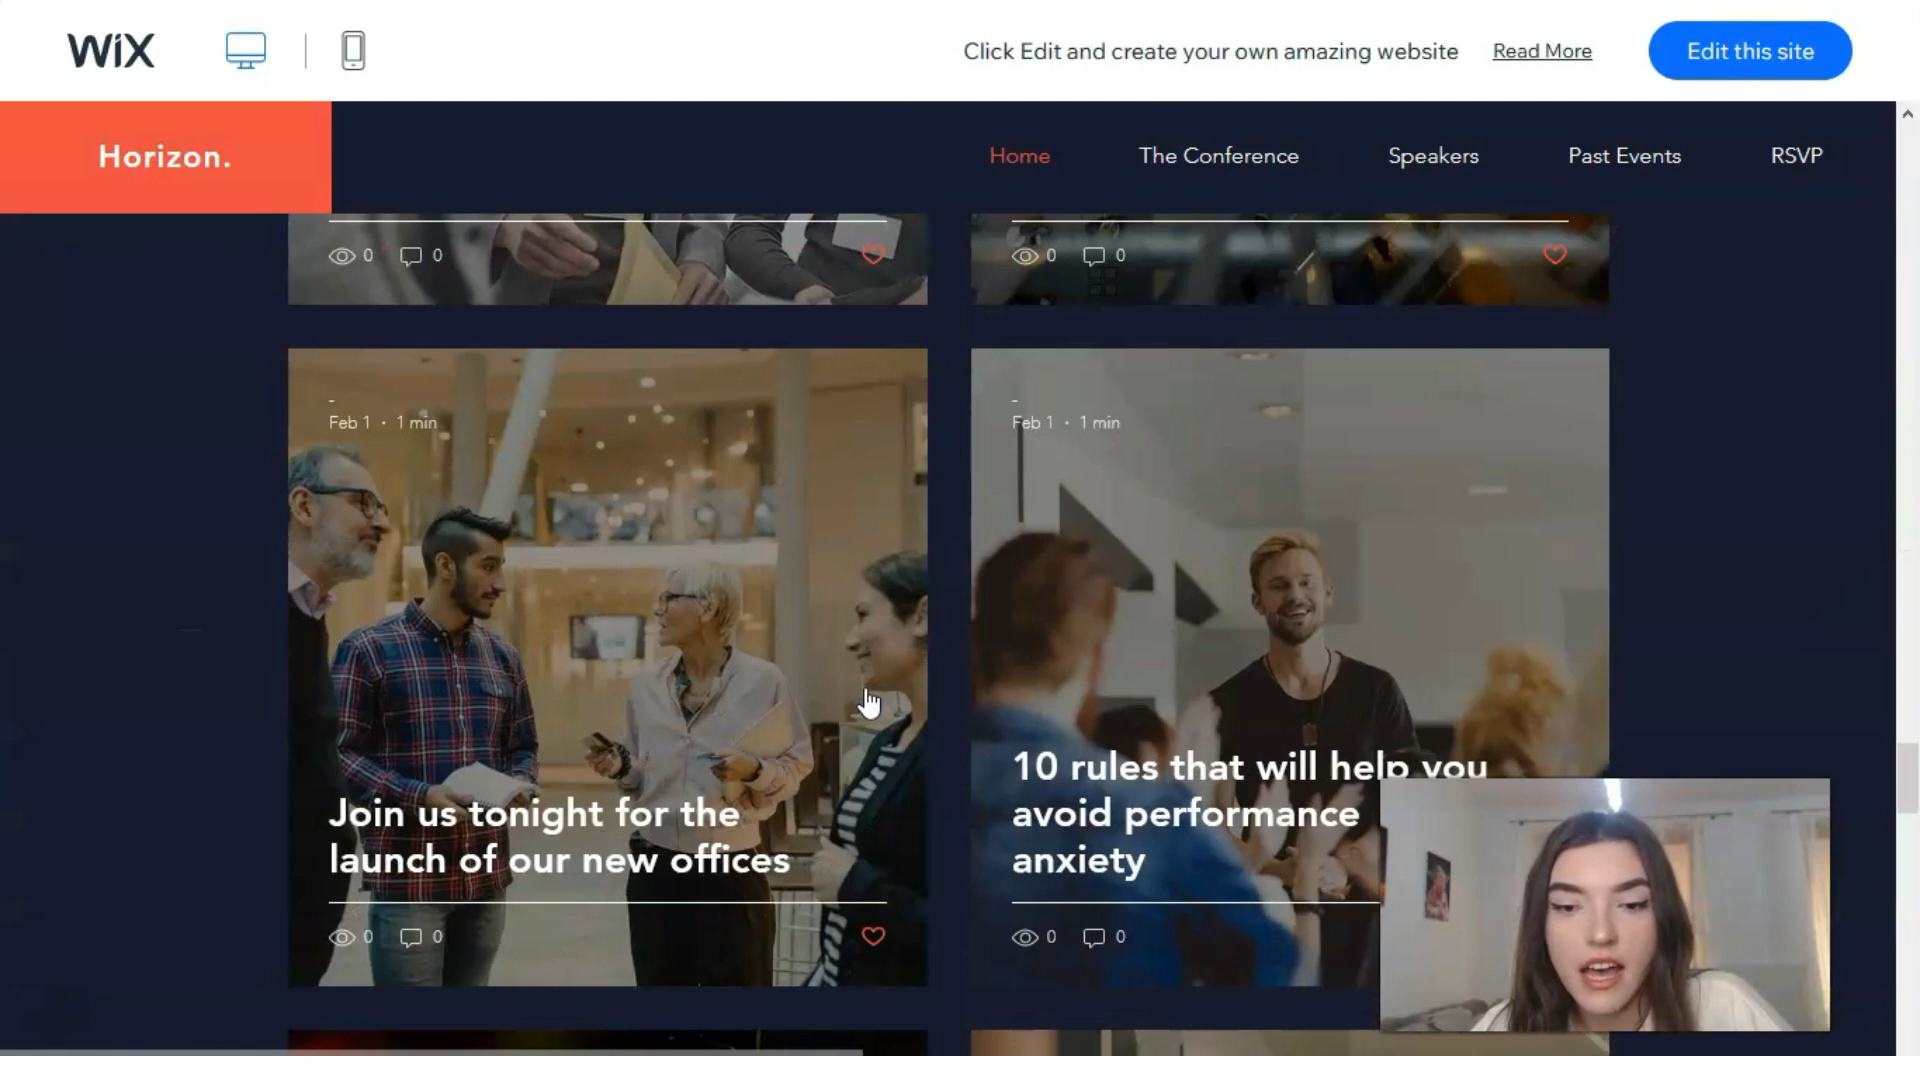 WiX
Click Edit and create your own amazing website Read More Edit this site
Horizon.
Home The Conference Speakers Past Events RSVP
0 0
0 0
-
Feb 1 · 1 min
-
Feb 1 · 1 min
Join us tonight for the
launch of our new offices
10 rules that will help you
avoid performance
anxiety
0 0
0 0